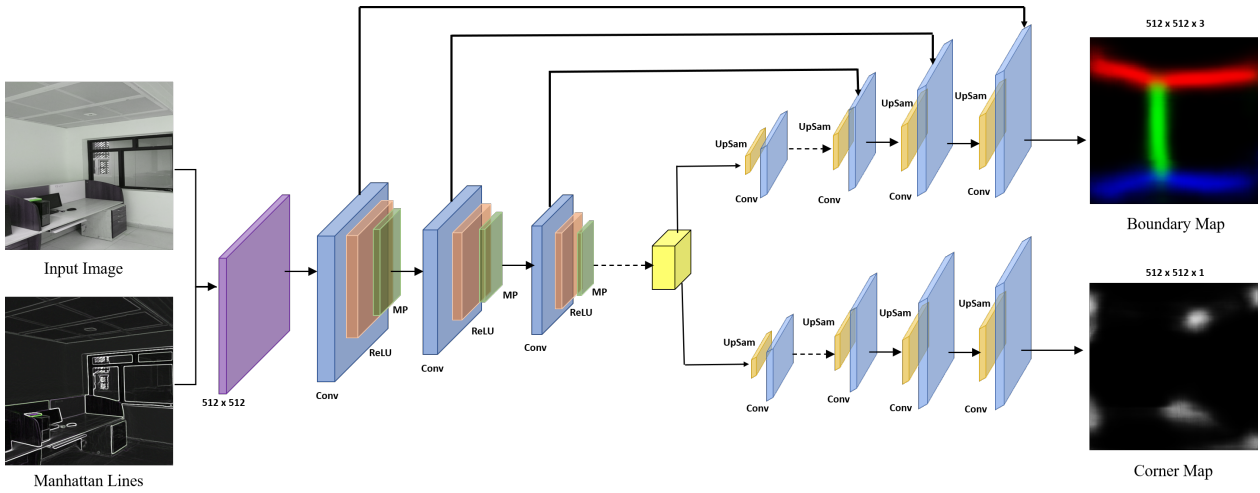 512 x 512 x 3
UpSam
UpSam
UpSam
UpSam
Conv
Conv
Conv
Conv
Boundary Map
Input Image
512 x 512 x 1
MP
MP
MP
ReLU
ReLU
ReLU
Conv
Conv
Conv
512 x 512
UpSam
UpSam
UpSam
UpSam
Conv
Conv
Conv
Conv
Manhattan Lines
Corner Map